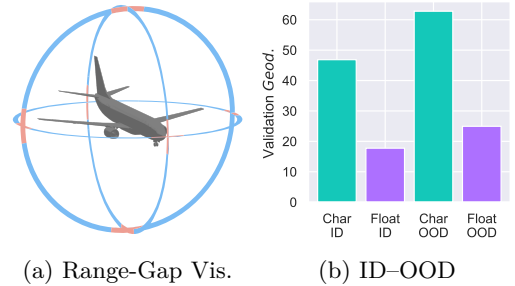 60
50
40
30
20
10
0
Validation Geod.
Char ID
Float ID
Char OOD
Float OOD
(a) Range-Gap Vis.
(b) ID–OOD